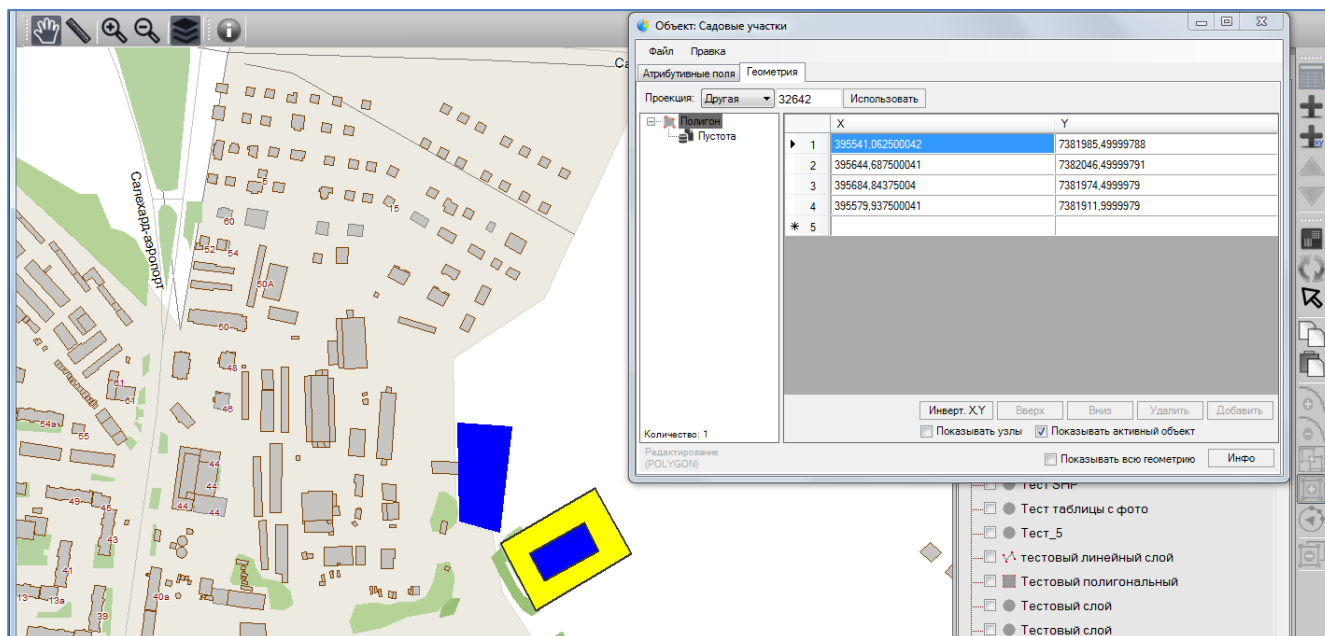 Объект: Садовые участки
Файл Правка
Атрибутивные поля Геометрия
Проекция: Другая 32642 Использовать
Полигон
Пустота
X Y
1 395541,062500042 7381985,49999788
2 395644,687500041 7382046,49999791
3 395684,84375004 7381974,4999979
4 395579,937500041 7381911,9999979
* 5
Инверт. X,Y Вверх Вниз Удалить Добавить
Показывать узлы Показывать активный объект
Количество: 1
Редактирование
(POLYGON)
Показывать всю геометрию Инфо
Тест SHP
Тест таблицы с фото
Тест_5
тестовый линейный слой
Тестовый полигональный
Тестовый слой
Тестовый слой
Са
Салехард-аэропорт
5
15
60
52 54
50А
50
48
61
61
46
54а
55
44
44
44 44
49 45
43
41
13 13а
40а
39